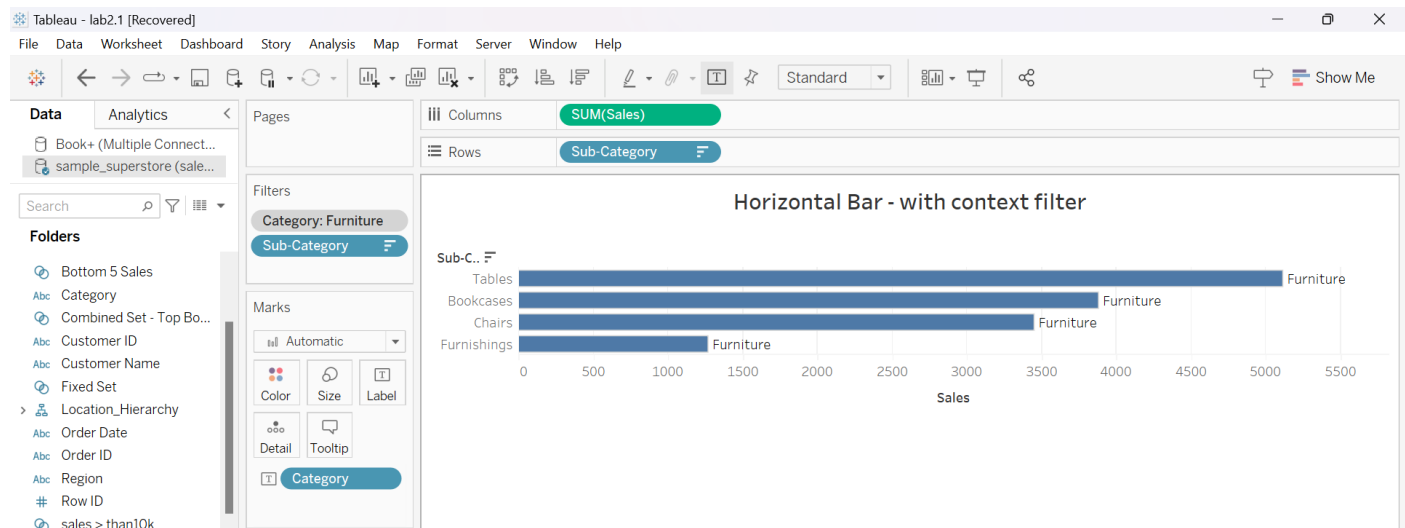 Tableau - lab2.1 [Recovered]
File Data Worksheet Dashboard Story Analysis Map Format Server Window Help
Standard
Show Me
Data Analytics
Book+ (Multiple Connect...
sample_superstore (sale...
Search
Folders
Bottom 5 Sales
Abc Category
Combined Set - Top Bo...
Abc Customer ID
Abc Customer Name
Fixed Set
Location_Hierarchy
Abc Order Date
Abc Order ID
Abc Region
# Row ID
sales > than10k
Pages
Filters
Category: Furniture
Sub-Category
Marks
Automatic
Color Size T Label
Detail Tooltip
T Category
iii Columns SUM(Sales)
Rows Sub-Category
Horizontal Bar - with context filter
Sub-C..
Tables Furniture
Bookcases Furniture
Chairs Furniture
Furnishings Furniture
0 500 1000 1500 2000 2500 3000 3500 4000 4500 5000 5500
Sales